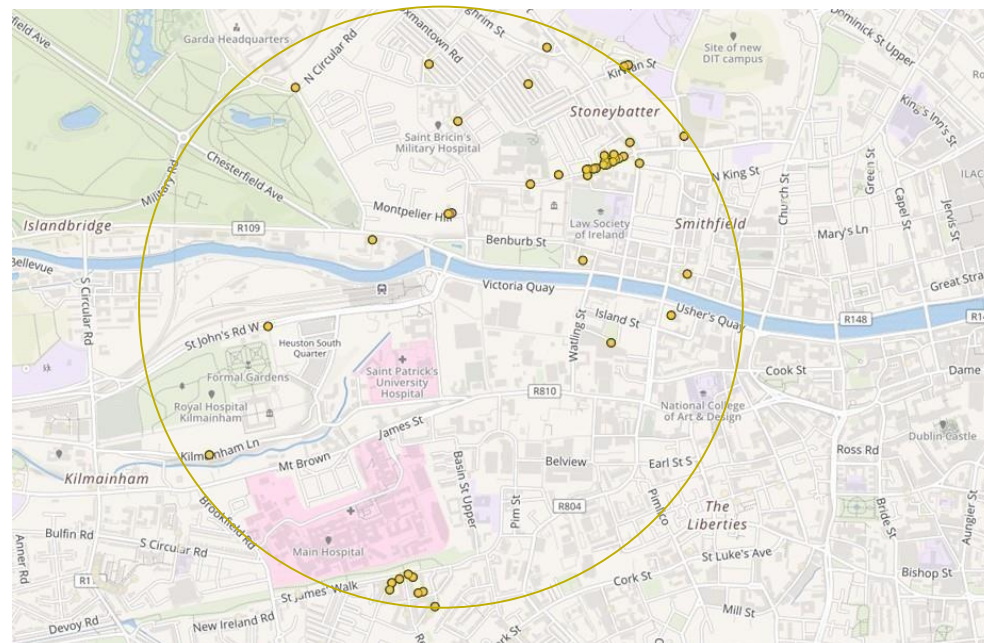 Dominick St Upper
Garda Headquarters
N Circular Rd
Site of new
DIT campus
Kirwan St
King's Inn's St
Stoneybatter
Saint Bricin's
Military Hospital
Green St
Chesterfield Ave
Military Rd
N King St
ILAC
Church St
Capel St
Jervis St
Montpelier Hill
Islandbridge
R109
Law Society
of Ireland
Smithfield
Mary's Ln
Benburb St
Bellevue
S Circular Rd
Victoria Quay
Great Stra
Usher's Quay
Island St
R148
R14
St John's Rd W
Watling St
Heuston South
Quarter
Saint Patrick's
University
Hospital
Formal Gardens
Cook St
Dame
R810
Royal Hospital
Kilmainham
National College
of Art & Design
James St
Dublin Castle
Kilmainham Ln
Ross Rd
Mt Brown
Basin St Upper
Belview
Earl St S
Kilmainham
Pim St
R804
Pimlico
Brookfield Rd
The
Liberties
Bride St
Aungier St
Bulfin Rd
Anner Rd
S Circular Rd
Main Hospital
St Luke's Ave
Bishop St
R11
St James' Walk
Cork St
Mill St
New Ireland Rd
Devoy Rd